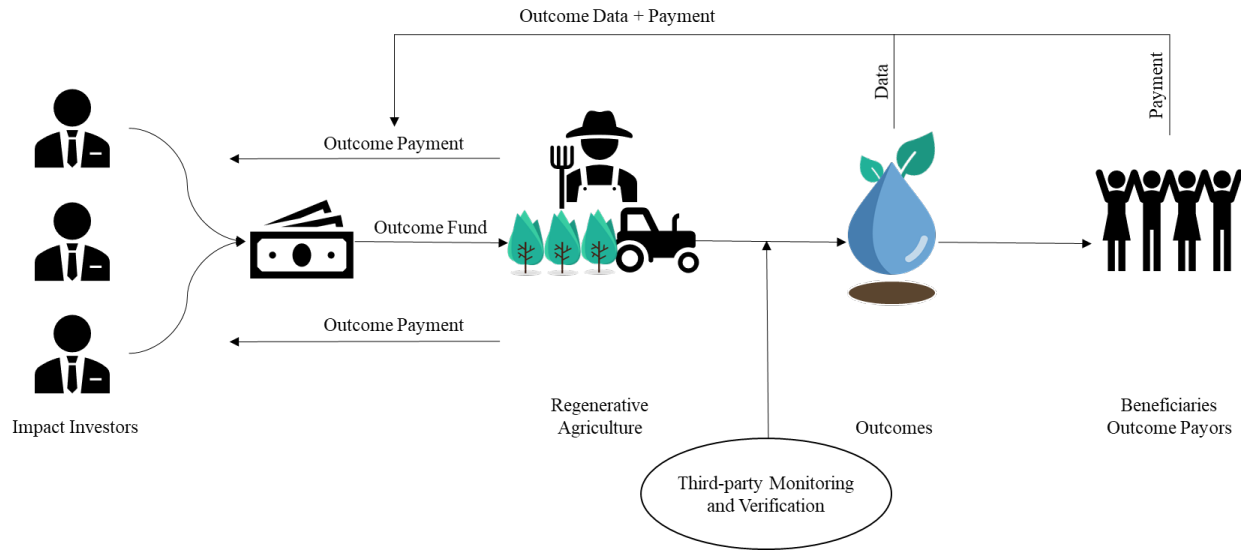 Outcome Data + Payment
Data
Payment
Outcome Payment
Outcome Fund
Outcome Payment
Impact Investors
Regenerative
Agriculture
Outcomes
Beneficiaries
Outcome Payors
Third-party Monitoring
and Verification